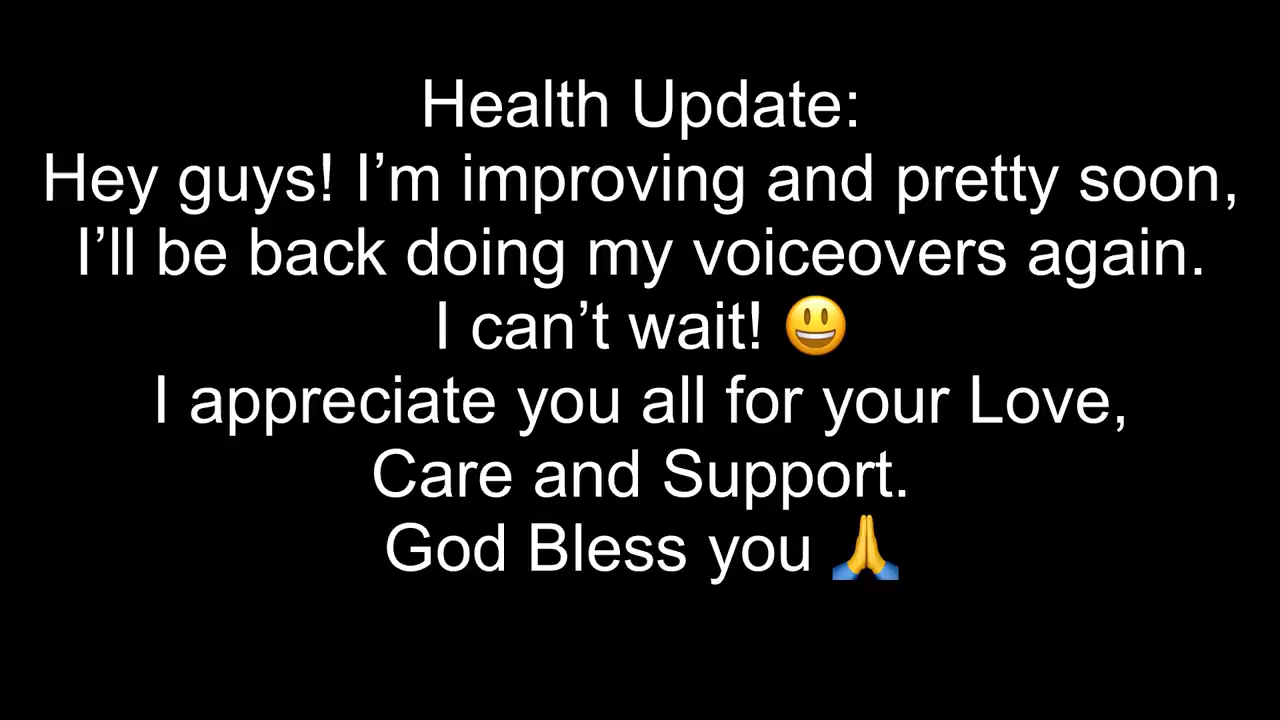 Health Update:
Hey guys! I’m improving and pretty soon,
I’ll be back doing my voiceovers again.
I can’t wait! 😃
I appreciate you all for your Love,
Care and Support.
God Bless you 🙏